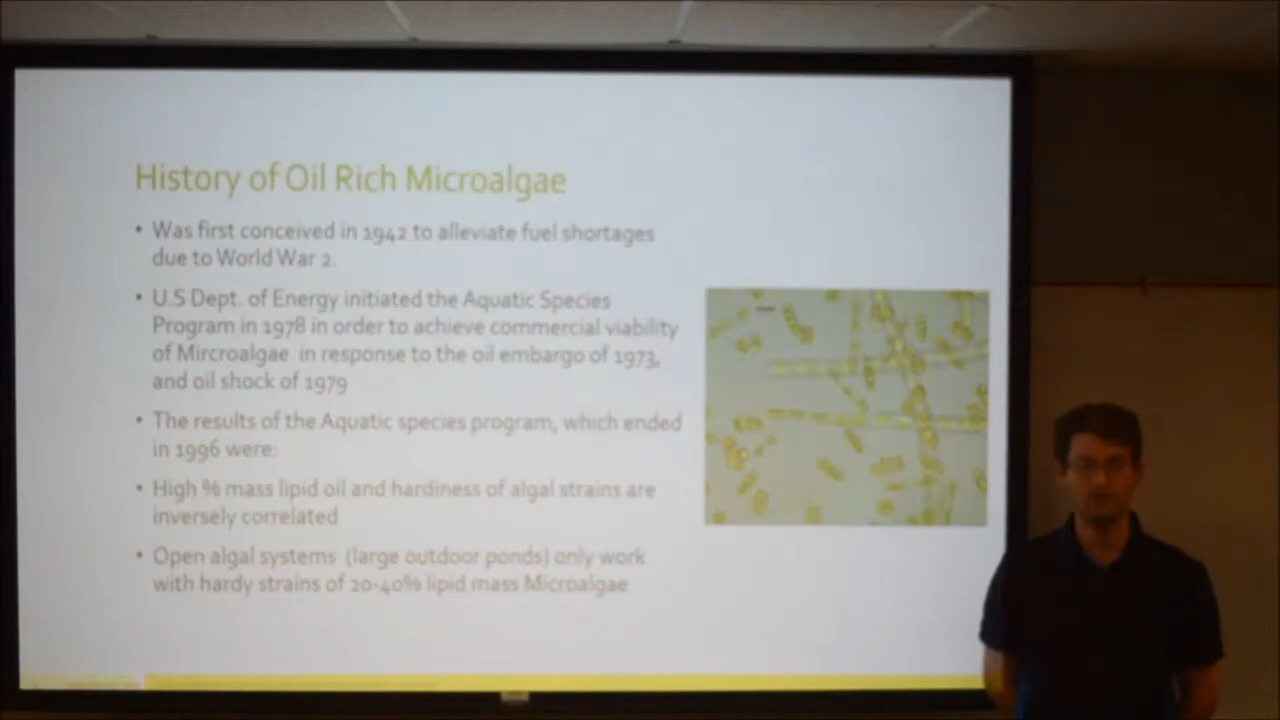 History of Oil Rich Microalgae
• Was first conceived in 1942 to alleviate fuel shortages
due to World War 2.
• U.S Dept. of Energy initiated the Aquatic Species
Program in 1978 in order to achieve commercial viability
of Mircroalgae in response to the oil embargo of 1973,
and oil shock of 1979
• The results of the Aquatic species program, which ended
in 1996 were:
• High % mass lipid oil and hardiness of algal strains are
inversely correlated
• Open algal systems (large outdoor ponds) only work
with hardy strains of 20-40% lipid mass Microalgae